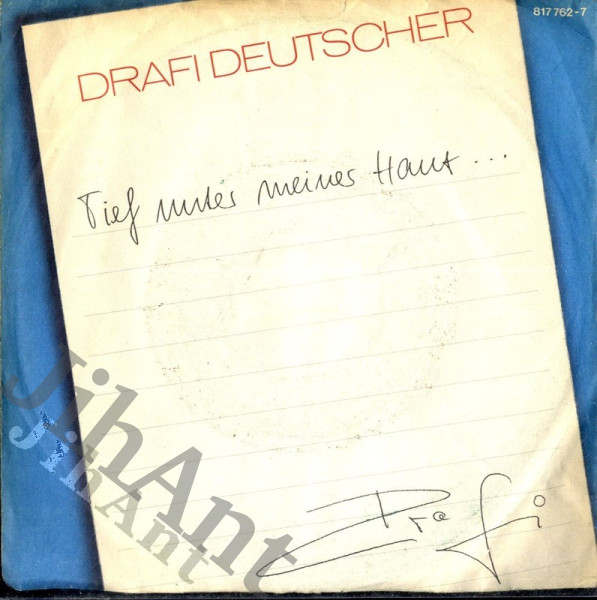 817 762-7
DRAFI DEUTSCHER
Tief unter meiner Haut...
JihAnt
JihAnt
Drafi